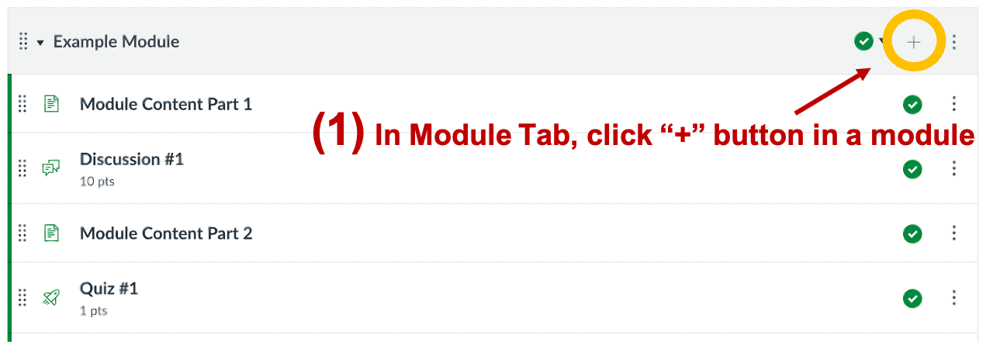 Example Module
+
Module Content Part 1
(1) In Module Tab, click “+” button in a module
Discussion #1
10 pts
Module Content Part 2
Quiz #1
1 pts